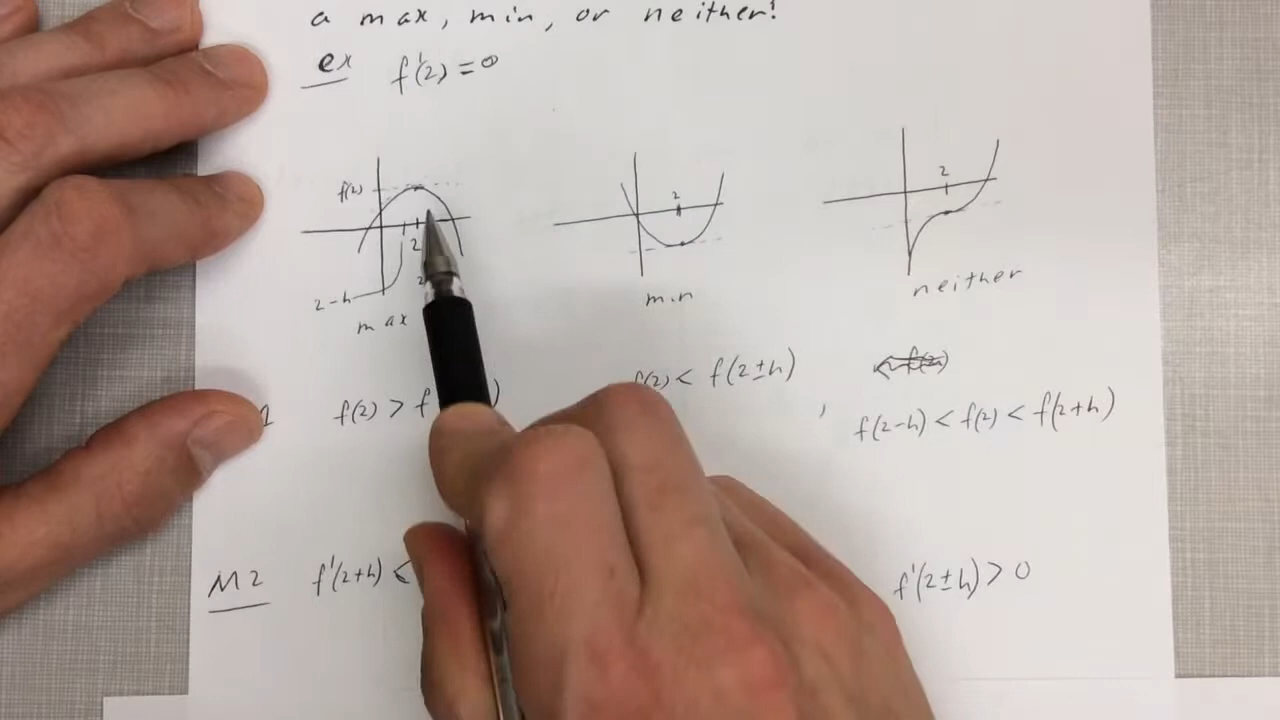 a max, min, or neither!
ex f'(2) = 0
f(2)
2
2
2
2-h
2
max
min
neither
f(2) > f )
f(2) < f(2±h)
f(2-h) < f(2) < f(2+h)
M2 f'(2+h) <
f'(2±h) > 0